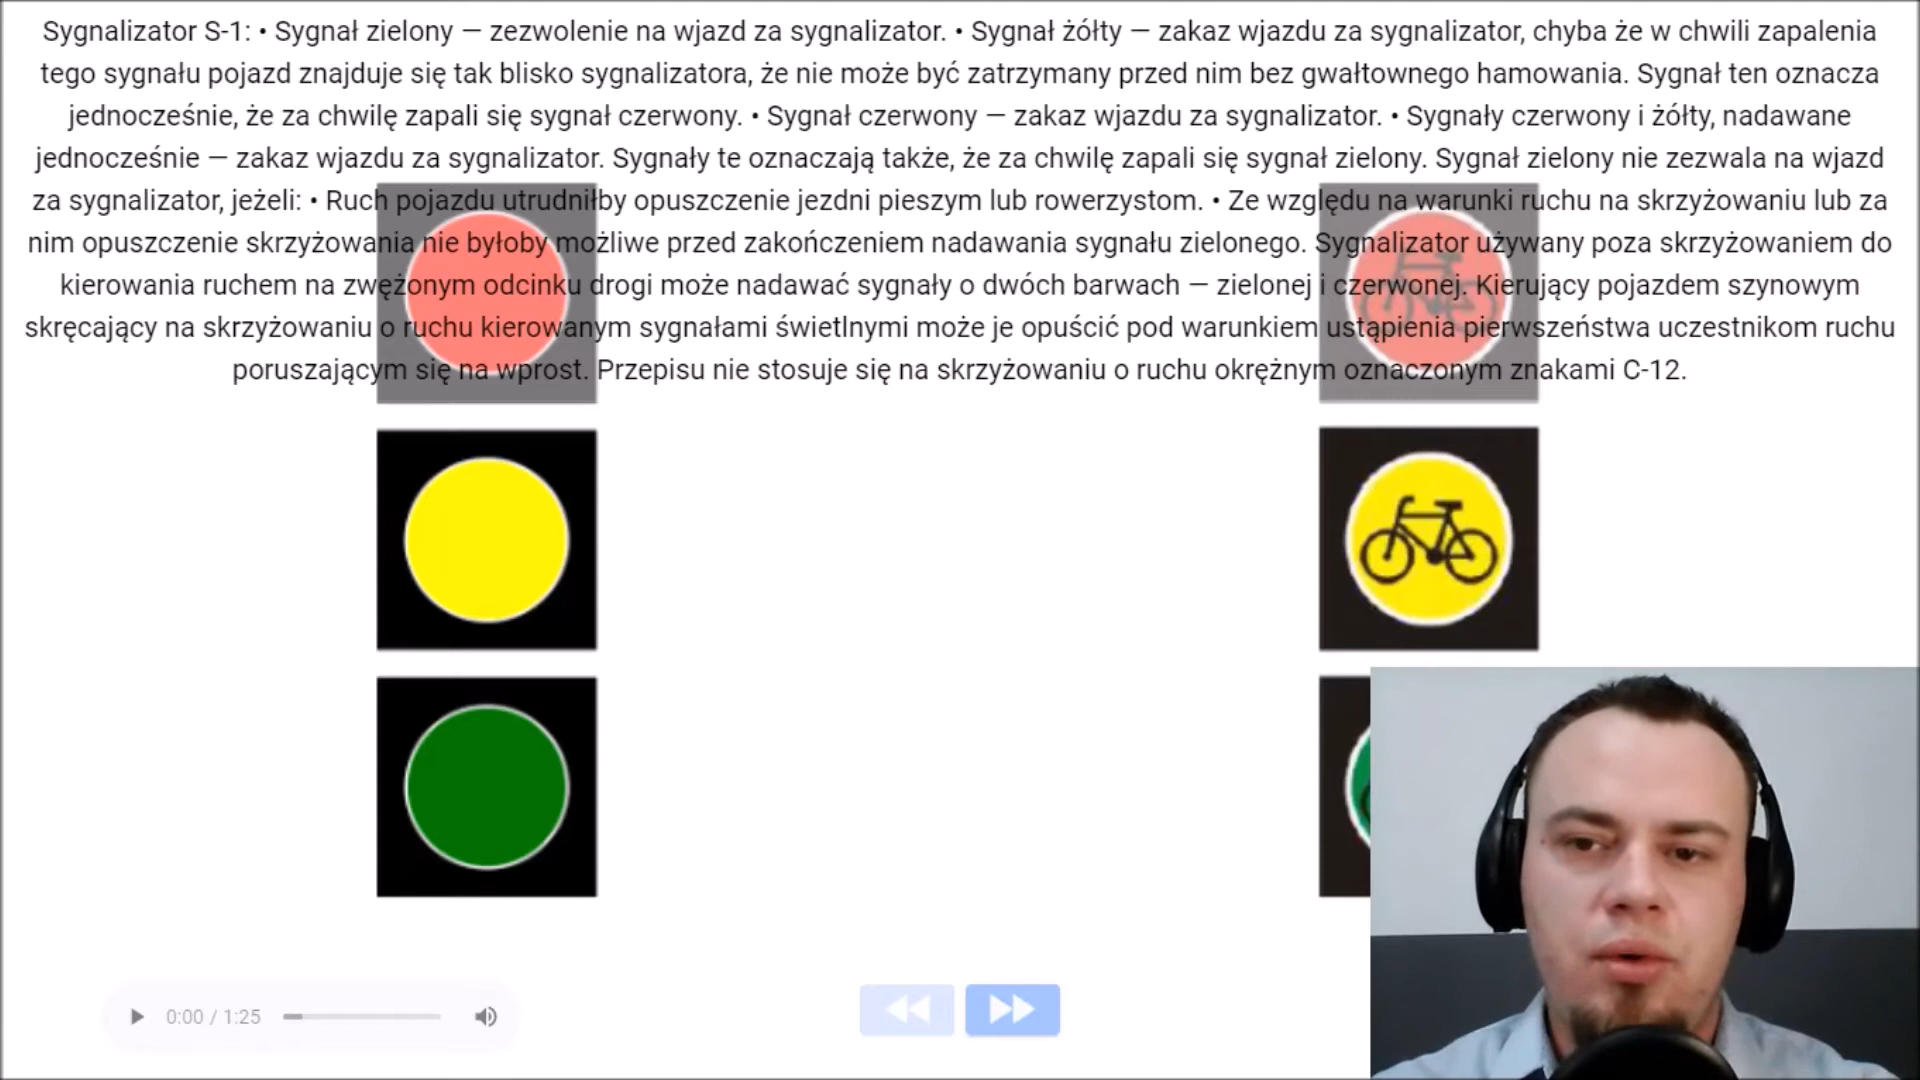 Sygnalizator S-1: • Sygnał zielony — zezwolenie na wjazd za sygnalizator. • Sygnał żółty — zakaz wjazdu za sygnalizator, chyba że w chwili zapalenia
tego sygnału pojazd znajduje się tak blisko sygnalizatora, że nie może być zatrzymany przed nim bez gwałtownego hamowania. Sygnał ten oznacza
jednocześnie, że za chwilę zapali się sygnał czerwony. • Sygnał czerwony — zakaz wjazdu za sygnalizator. • Sygnały czerwony i żółty, nadawane
jednocześnie — zakaz wjazdu za sygnalizator. Sygnały te oznaczają także, że za chwilę zapali się sygnał zielony. Sygnał zielony nie zezwala na wjazd
za sygnalizator, jeżeli: • Ruch pojazdu utrudniłby opuszczenie jezdni pieszym lub rowerzystom. • Ze względu na warunki ruchu na skrzyżowaniu lub za
nim opuszczenie skrzyżowania nie byłoby możliwe przed zakończeniem nadawania sygnału zielonego. Sygnalizator używany poza skrzyżowaniem do
kierowania ruchem na zwężonym odcinku drogi może nadawać sygnały o dwóch barwach — zielonej i czerwonej. Kierujący pojazdem szynowym
skręcający na skrzyżowaniu o ruchu kierowanym sygnałami świetlnymi może je opuścić pod warunkiem ustąpienia pierwszeństwa uczestnikom ruchu
poruszającym się na wprost. Przepisu nie stosuje się na skrzyżowaniu o ruchu okrężnym oznaczonym znakami C-12.
0:00 / 1:25